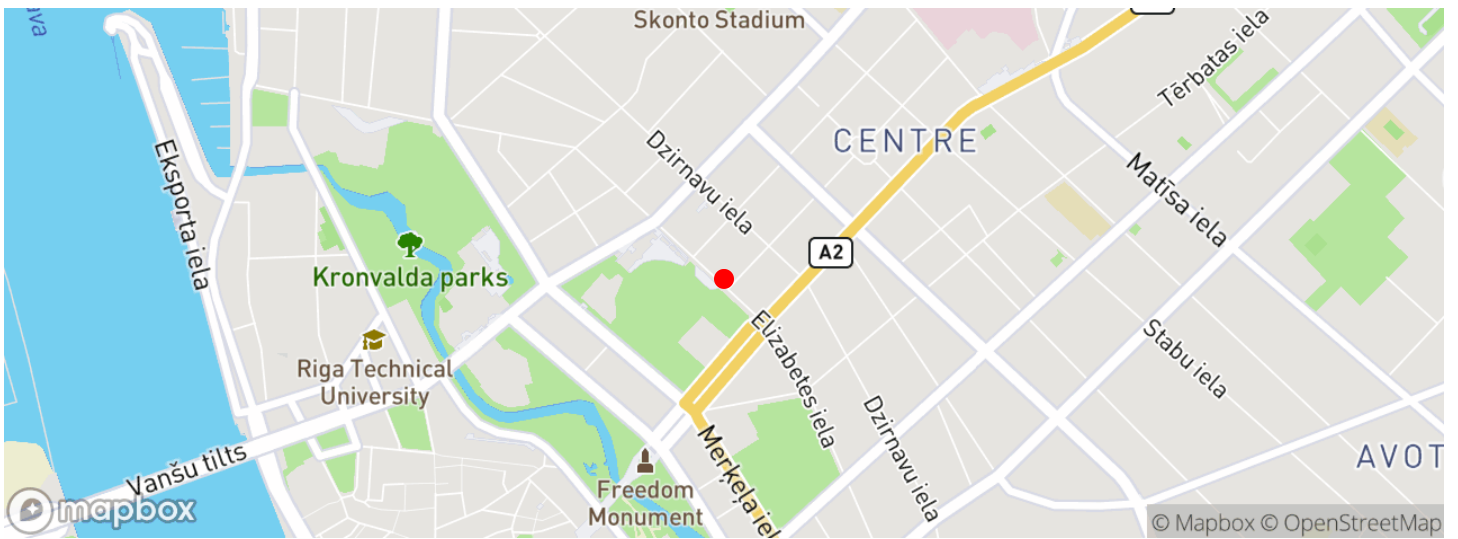 ava
Skonto Stadium
Tērbatas iela
CENTRE
Dzirnavu iela
Eksporta iela
Matīsa iela
A2
Kronvalda parks
Elizabetes iela
Stabu iela
Riga Technical
University
Dzirnavu iela
Merķeļa iel
AVOT
Vanšu tilts
Freedom
Monument
mapbox
© Mapbox © OpenStreetMap